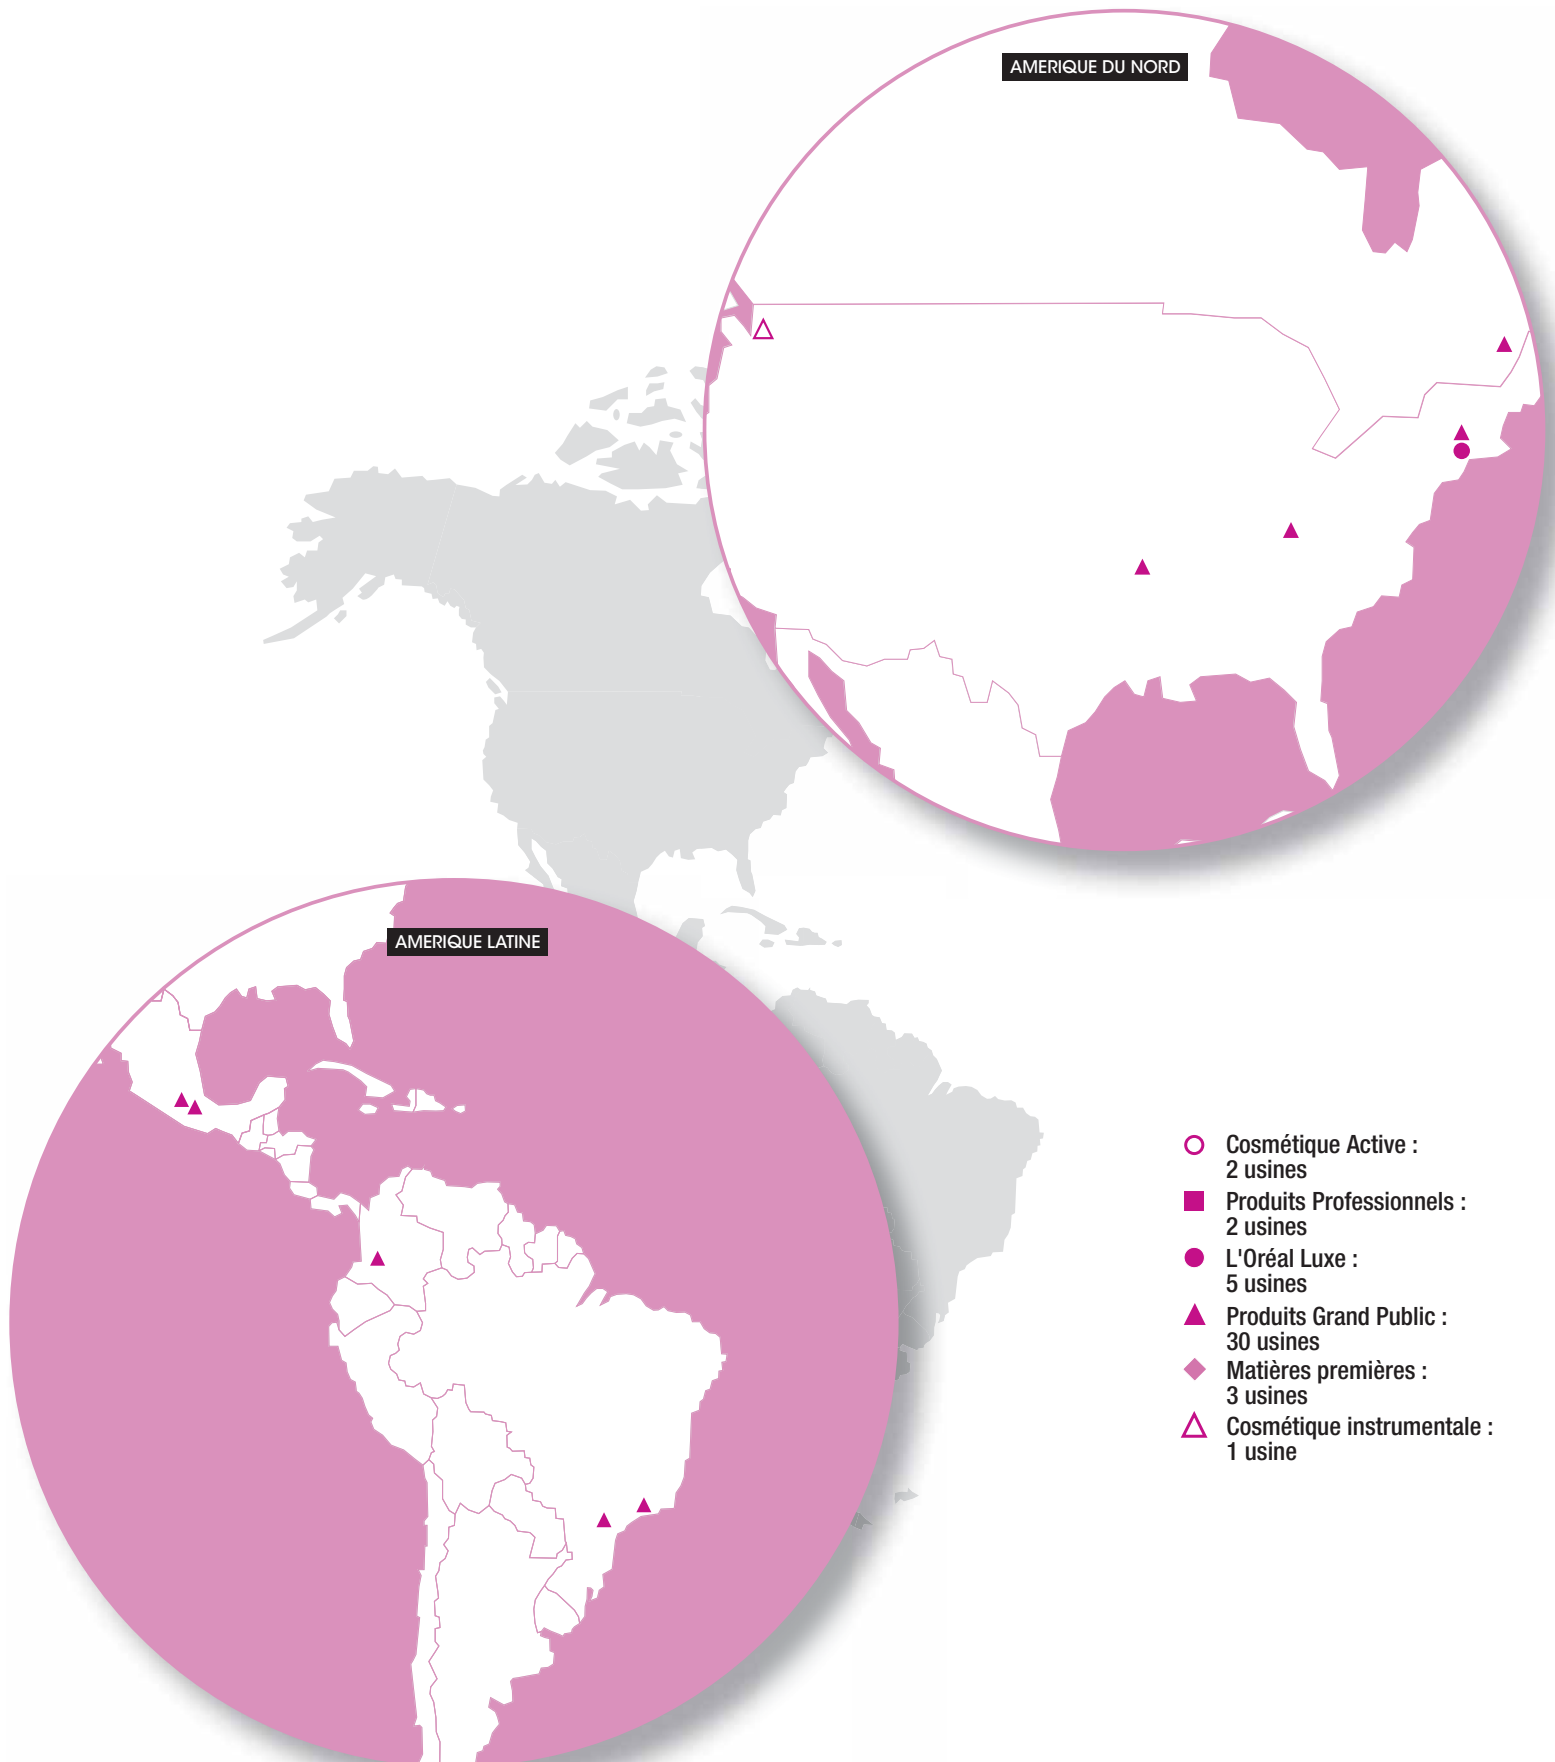 AMERIQUE DU NORD
AMERIQUE LATINE
Cosmétique Active :
2 usines
Produits Professionnels :
2 usines
L'Oréal Luxe :
5 usines
Produits Grand Public :
30 usines
Matières premières :
3 usines
Cosmétique instrumentale :
1 usine